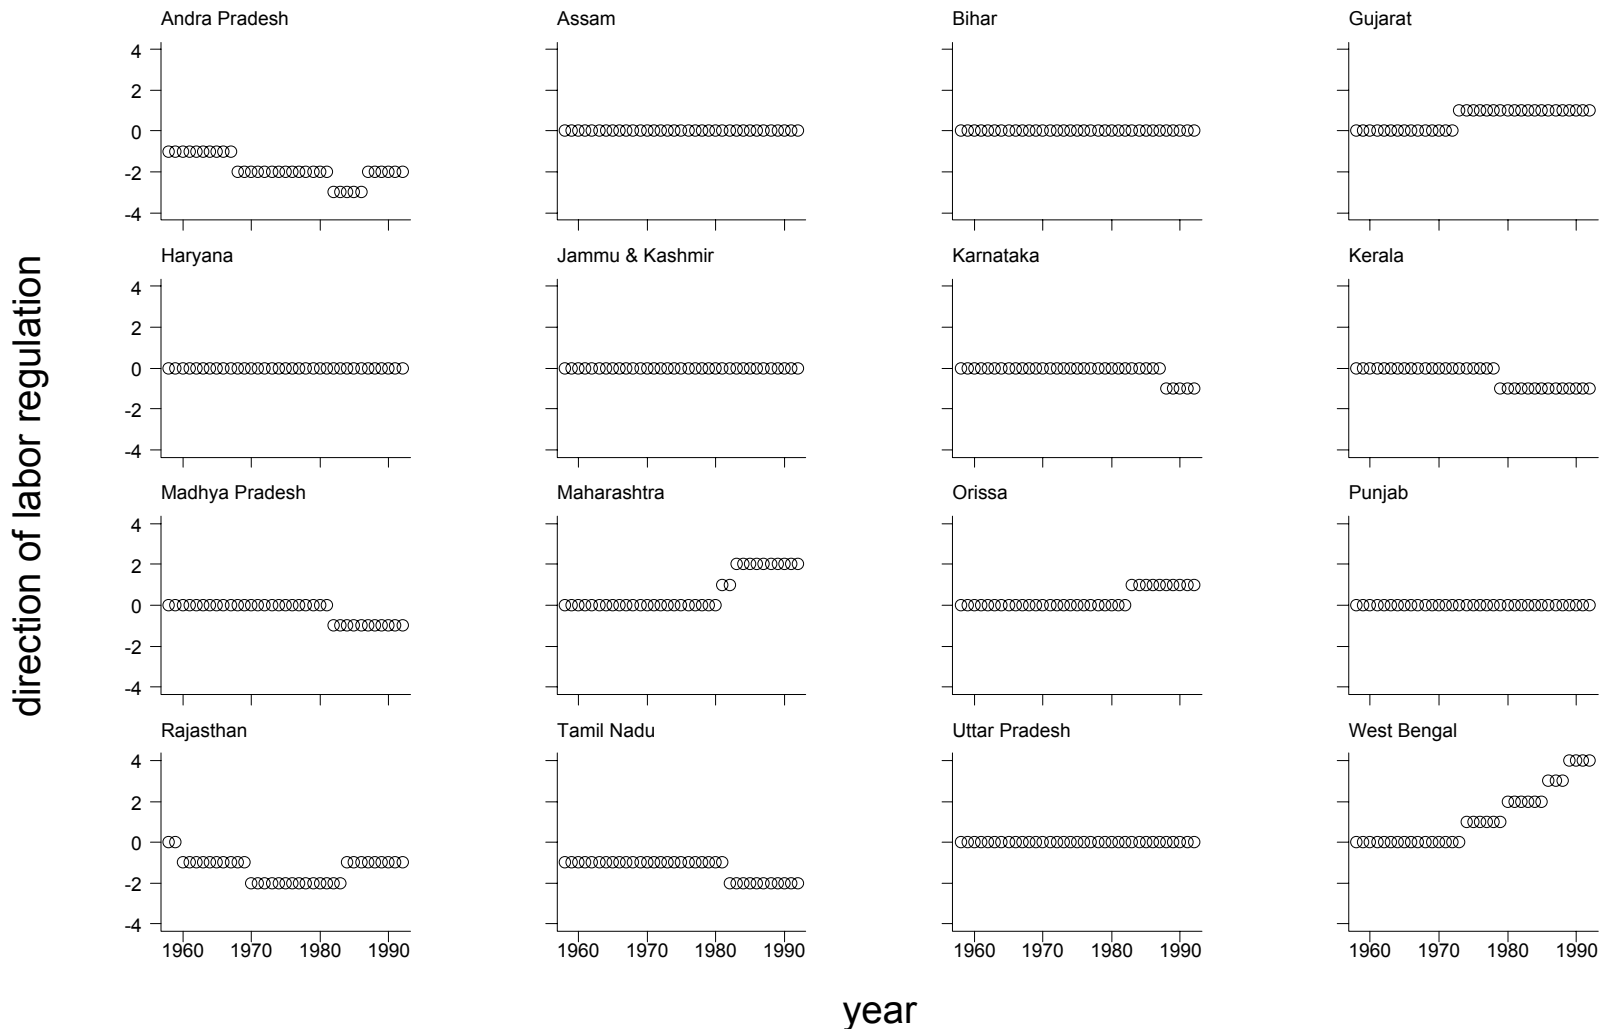 Andra Pradesh
Assam
Bihar
Gujarat
4
2
0
-2
-4
Haryana
Jammu & Kashmir
Karnataka
Kerala
4
2
0
-2
-4
Madhya Pradesh
Maharashtra
Orissa
Punjab
4
2
0
-2
-4
Rajasthan
Tamil Nadu
Uttar Pradesh
West Bengal
4
2
0
-2
-4
1960 1970 1980 1990
1960 1970 1980 1990
1960 1970 1980 1990
1960 1970 1980 1990
direction of labor regulation
year